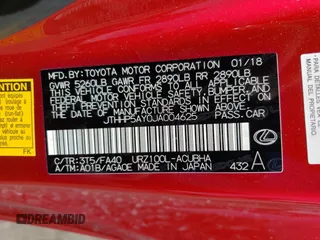 MFD.BY:TOYOTA MOTOR CORPORATION 01/18
GVWR 5260LB GAWR FR 2890LB RR 2890LB
THIS VEHICLE CONFORMS TO ALL APPLICABLE
FEDERAL MOTOR VEHICLE SAFETY, BUMPER, AND
THEFT PREVENTION STANDARDS IN EFFECT ON
THE DATE OF MANUFACTURE SHOWN ABOVE.
JTHHP5AY0JA004625 PASS.CAR
C/TR: 3T5/FA40 URZ100L-ACUBHA
A/TM: A01B/AGA0E MADE IN JAPAN 432 A
DREAMBID